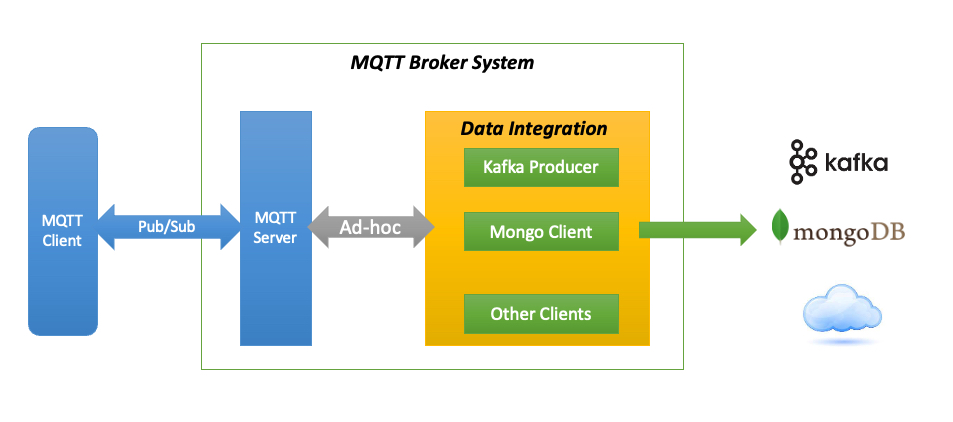 MQTT Broker System
MQTT
Client
Pub/Sub
MQTT
Server
Ad-hoc
Data Integration
Kafka Producer
Mongo Client
Other Clients
kafka
mongoDB